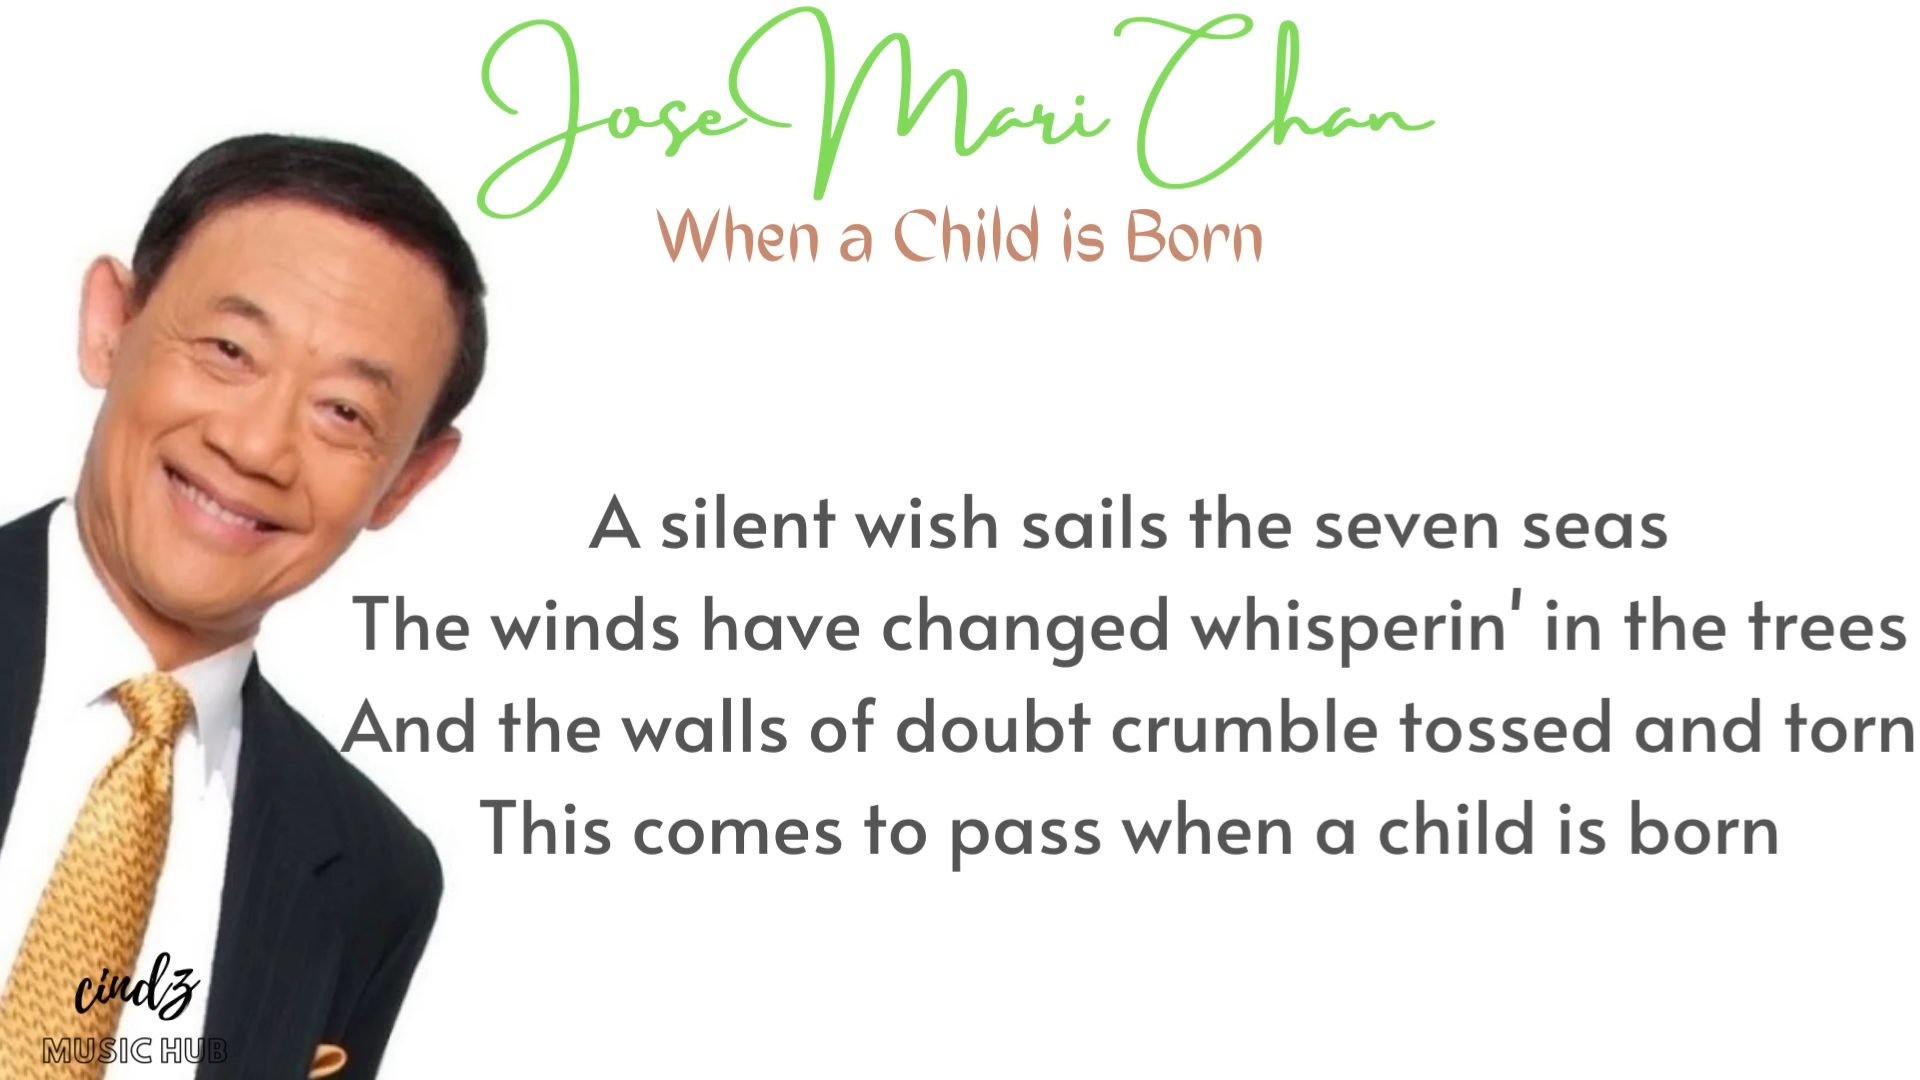 Jose Mari Chan
When a Child is Born
A silent wish sails the seven seas
The winds have changed whisperin' in the trees
And the walls of doubt crumble tossed and torn
This comes to pass when a child is born
cindz
MUSIC HUB